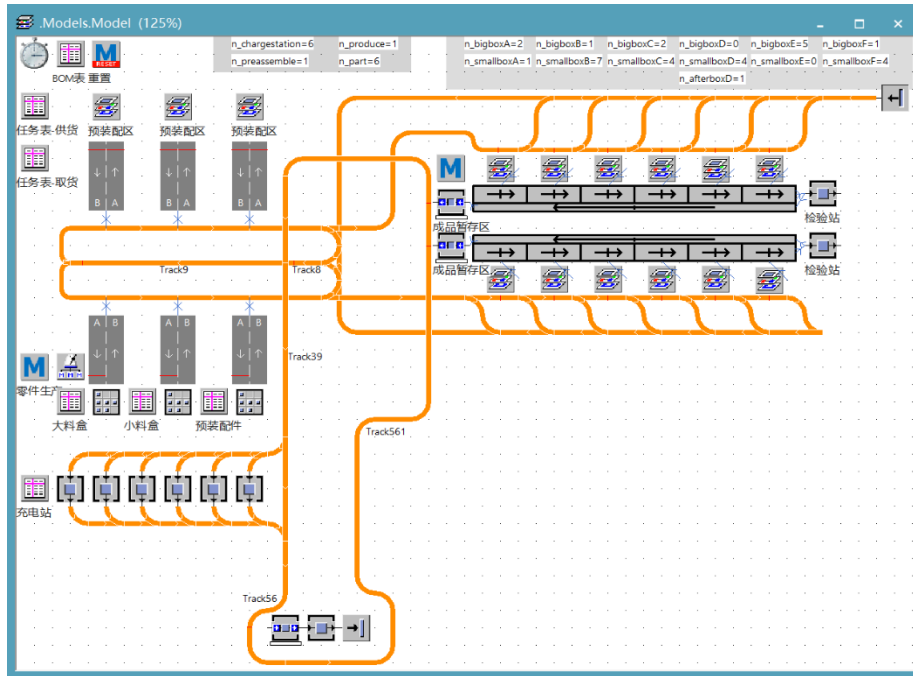 .Models.Model (125%)
n_chargestation=6 n_produce=1 n_bigboxA=2 n_bigboxB=1 n_bigboxC=2 n_bigboxD=0 n_bigboxE=5 n_bigboxF=1
n_preassemble=1 n_part=6 n_smallboxA=1 n_smallboxB=7 n_smallboxC=4 n_smallboxD=4 n_smallboxE=0 n_smallboxF=4
n_afterboxD=1
M
RESET
BOM表 重置
任务表-供货 预装配区 预装配区 预装配区
任务表-取货
B A B A B A
M
成品暂存区 检验站
成品暂存区 检验站
Track9 Track8
A B A B A B
Track39
M
零件生产
大料盒 小料盒 预装配件
Track561
充电站
Track56